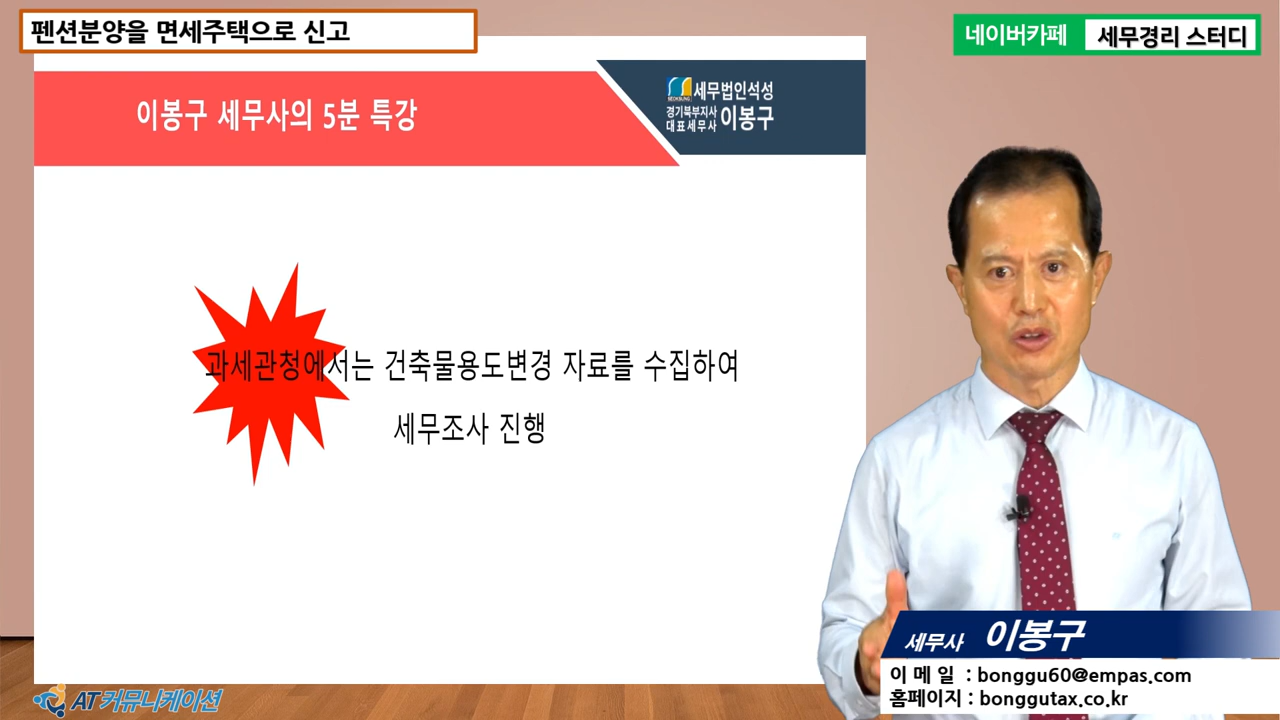 펜션분양을 면세주택으로 신고
네이버카페 세무경리 스터디
이봉구 세무사의 5분 특강
SEOKSUNG 세무법인석성
경기북부지사
대표세무사 이봉구
과세관청에서는 건축물용도변경 자료를 수집하여
세무조사 진행
세무사 이봉구
이 메 일 : bonggu60@empas.com
홈페이지 : bonggutax.co.kr
AT커뮤니케이션